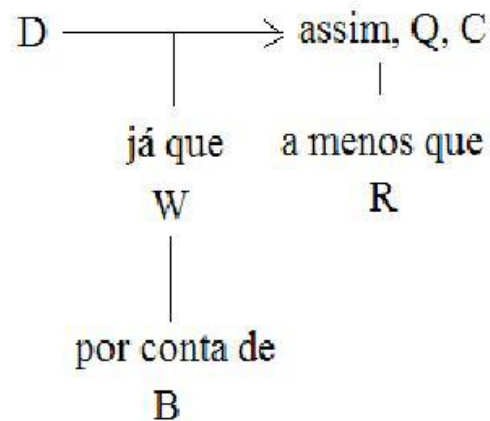 D assim, Q, C
já que a menos que
W R
por conta de
B